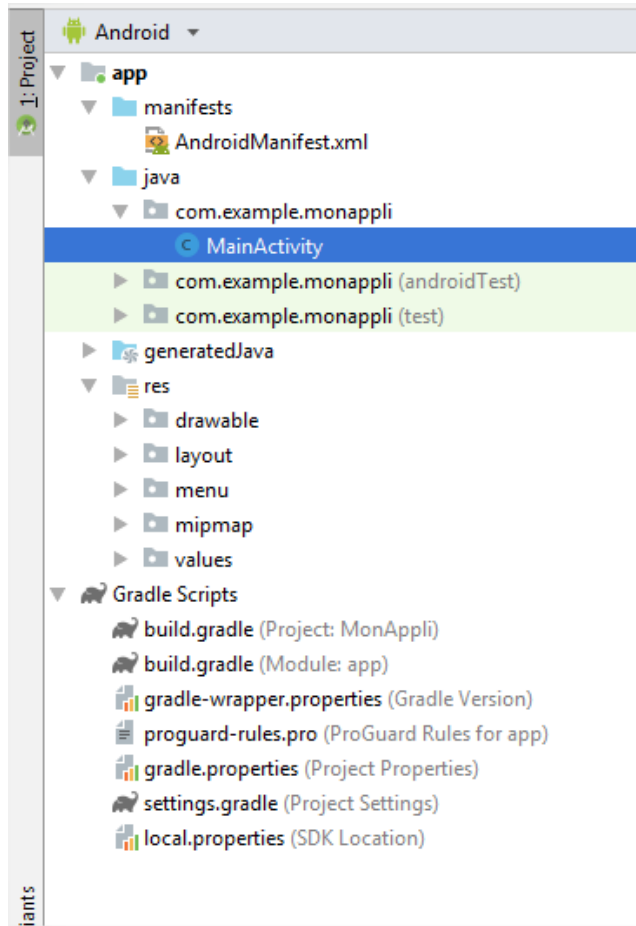 1: Project
Android
app
manifests
AndroidManifest.xml
java
com.example.monappli
MainActivity
com.example.monappli (androidTest)
com.example.monappli (test)
generatedJava
res
drawable
layout
menu
mipmap
values
Gradle Scripts
build.gradle (Project: MonAppli)
build.gradle (Module: app)
gradle-wrapper.properties (Gradle Version)
proguard-rules.pro (ProGuard Rules for app)
gradle.properties (Project Properties)
settings.gradle (Project Settings)
local.properties (SDK Location)
iants